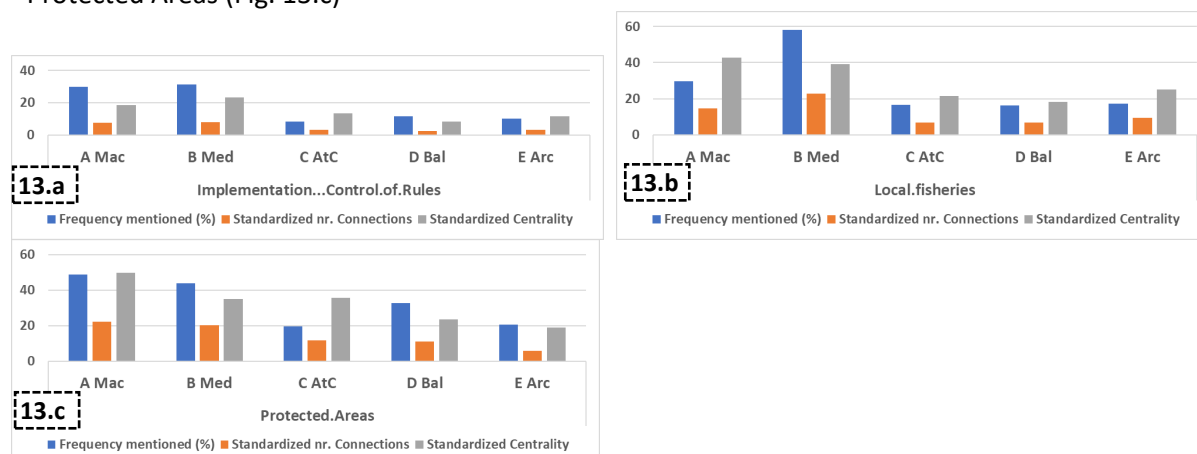 Protected Areas (Fig. 13.c)
40
20
0
A Mac B Med C AtC D Bal E Arc
13.a
Implementation...Control.of.Rules
Frequency mentioned (%) Standardized nr. Connections Standardized Centrality
60
40
20
0
A Mac B Med C AtC D Bal E Arc
13.b
Local.fisheries
Frequency mentioned (%) Standardized nr. Connections Standardized Centrality
60
40
20
0
A Mac B Med C AtC D Bal E Arc
13.c
Protected.Areas
Frequency mentioned (%) Standardized nr. Connections Standardized Centrality